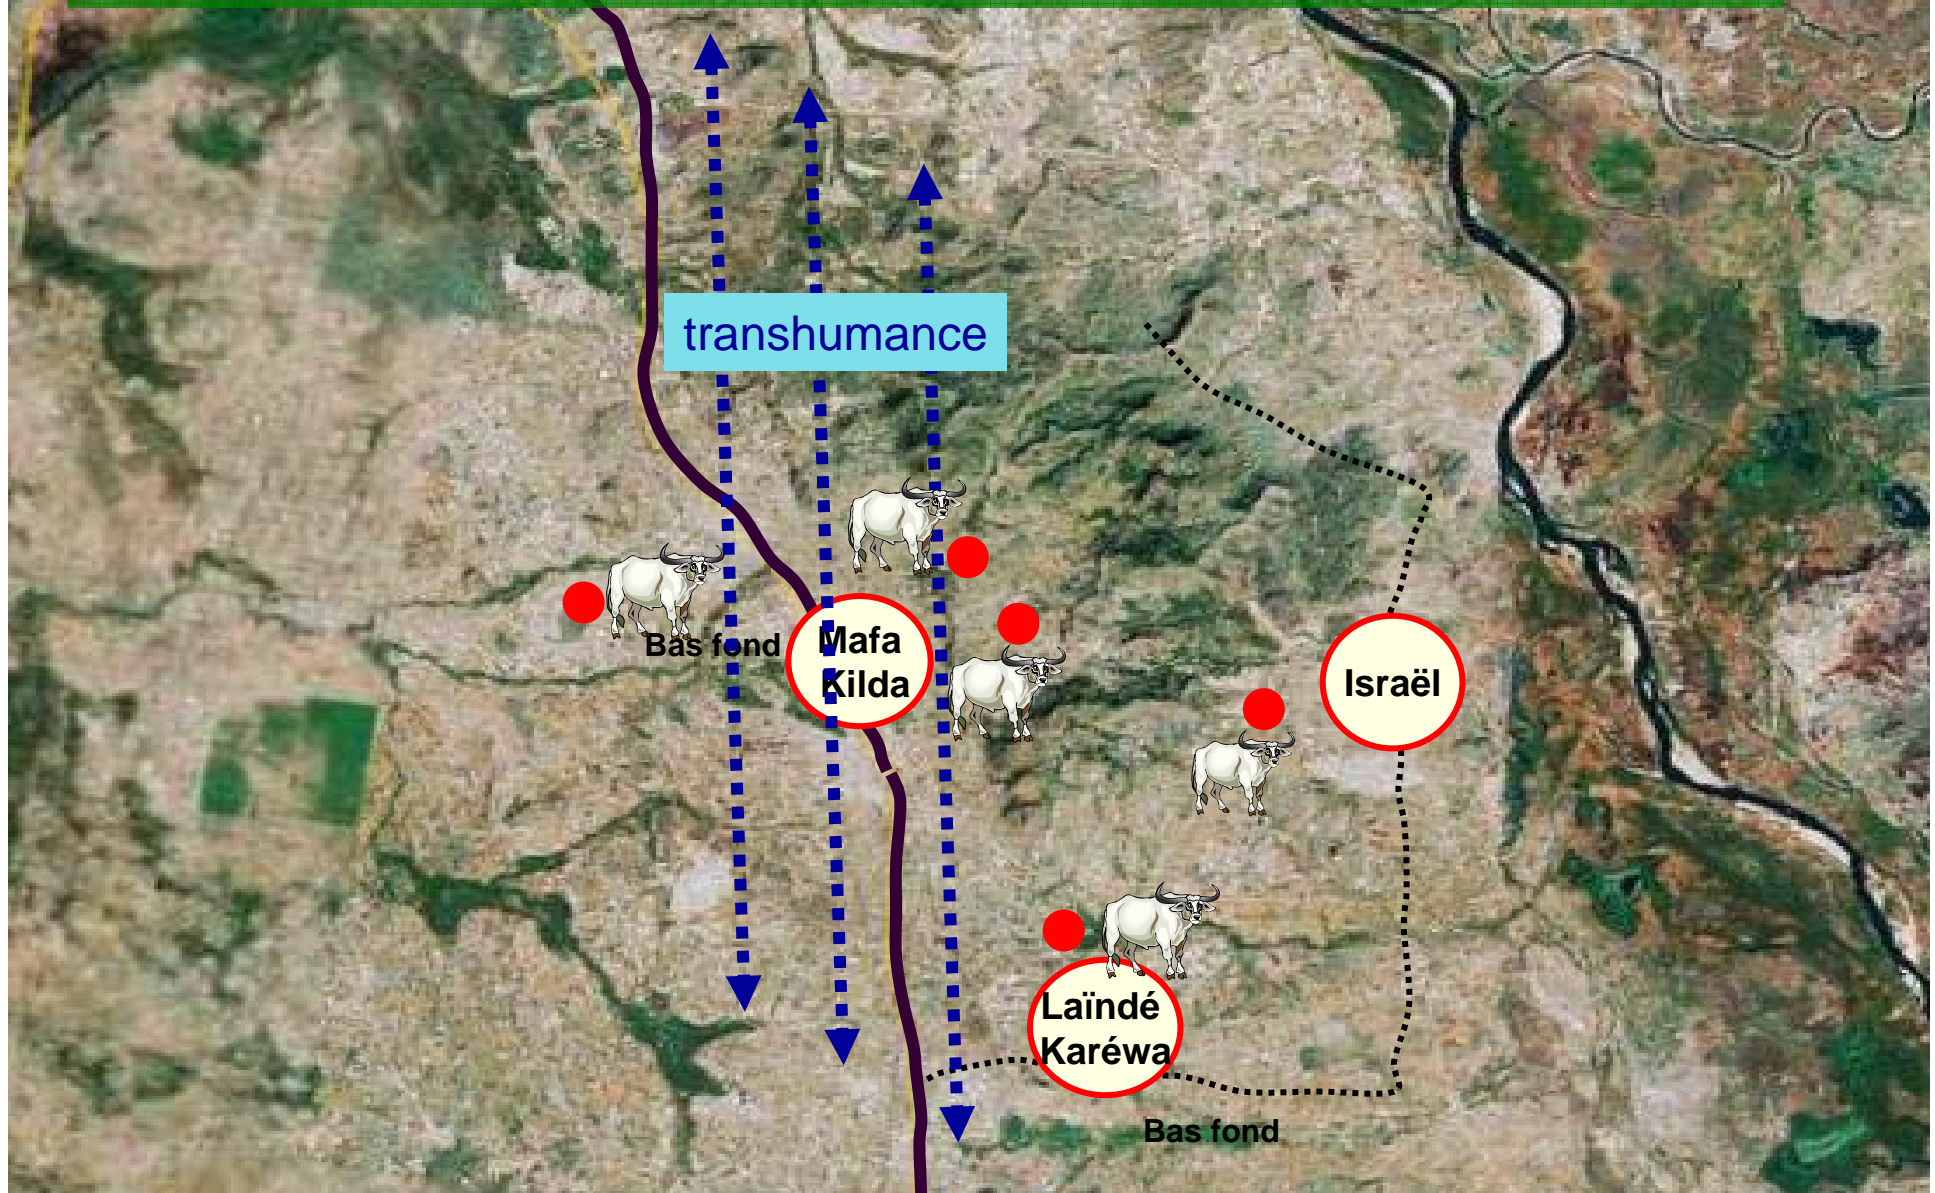 transhumance
Bas fond
Mafa
Kilda
Israël
Laïndé
Karéwa
Bas fond